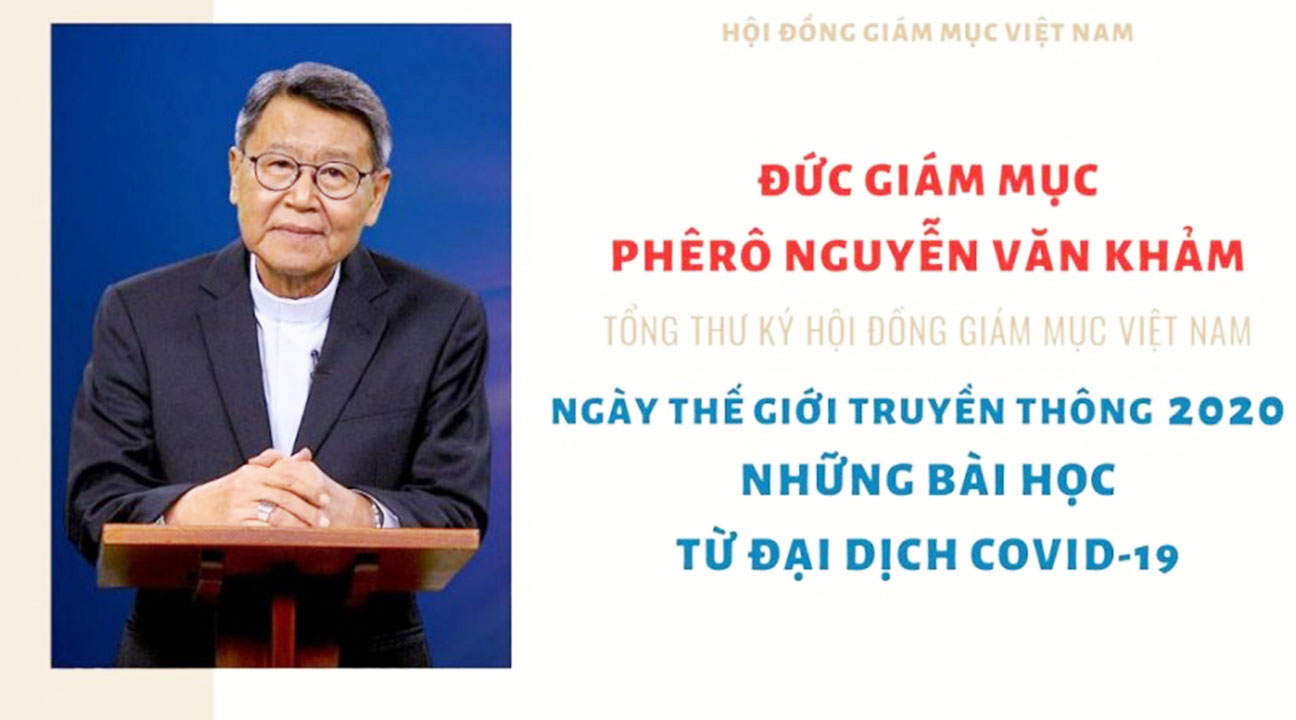 HỘI ĐỒNG GIÁM MỤC VIỆT NAM
ĐỨC GIÁM MỤC
PHÊRÔ NGUYỄN VĂN KHẢM
TỔNG THƯ KÝ HỘI ĐỒNG GIÁM MỤC VIỆT NAM
NGÀY THẾ GIỚI TRUYỀN THÔNG 2020
NHỮNG BÀI HỌC
TỪ ĐẠI DỊCH COVID-19